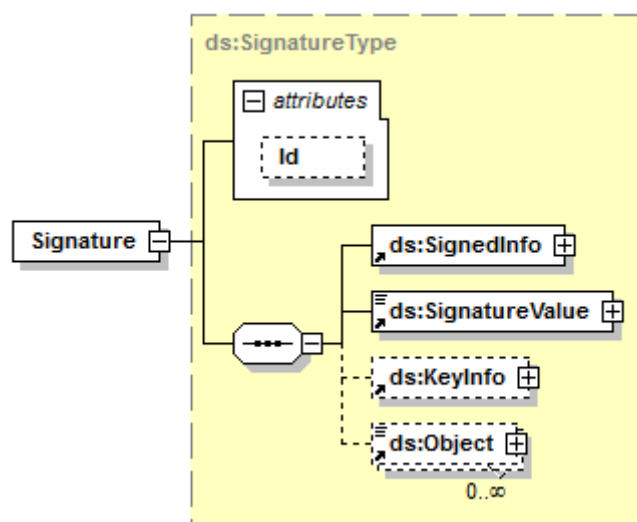 ds:SignatureType
attributes
Id
Signature
ds:SignedInfo
ds:SignatureValue
ds:KeyInfo
ds:Object
0..∞